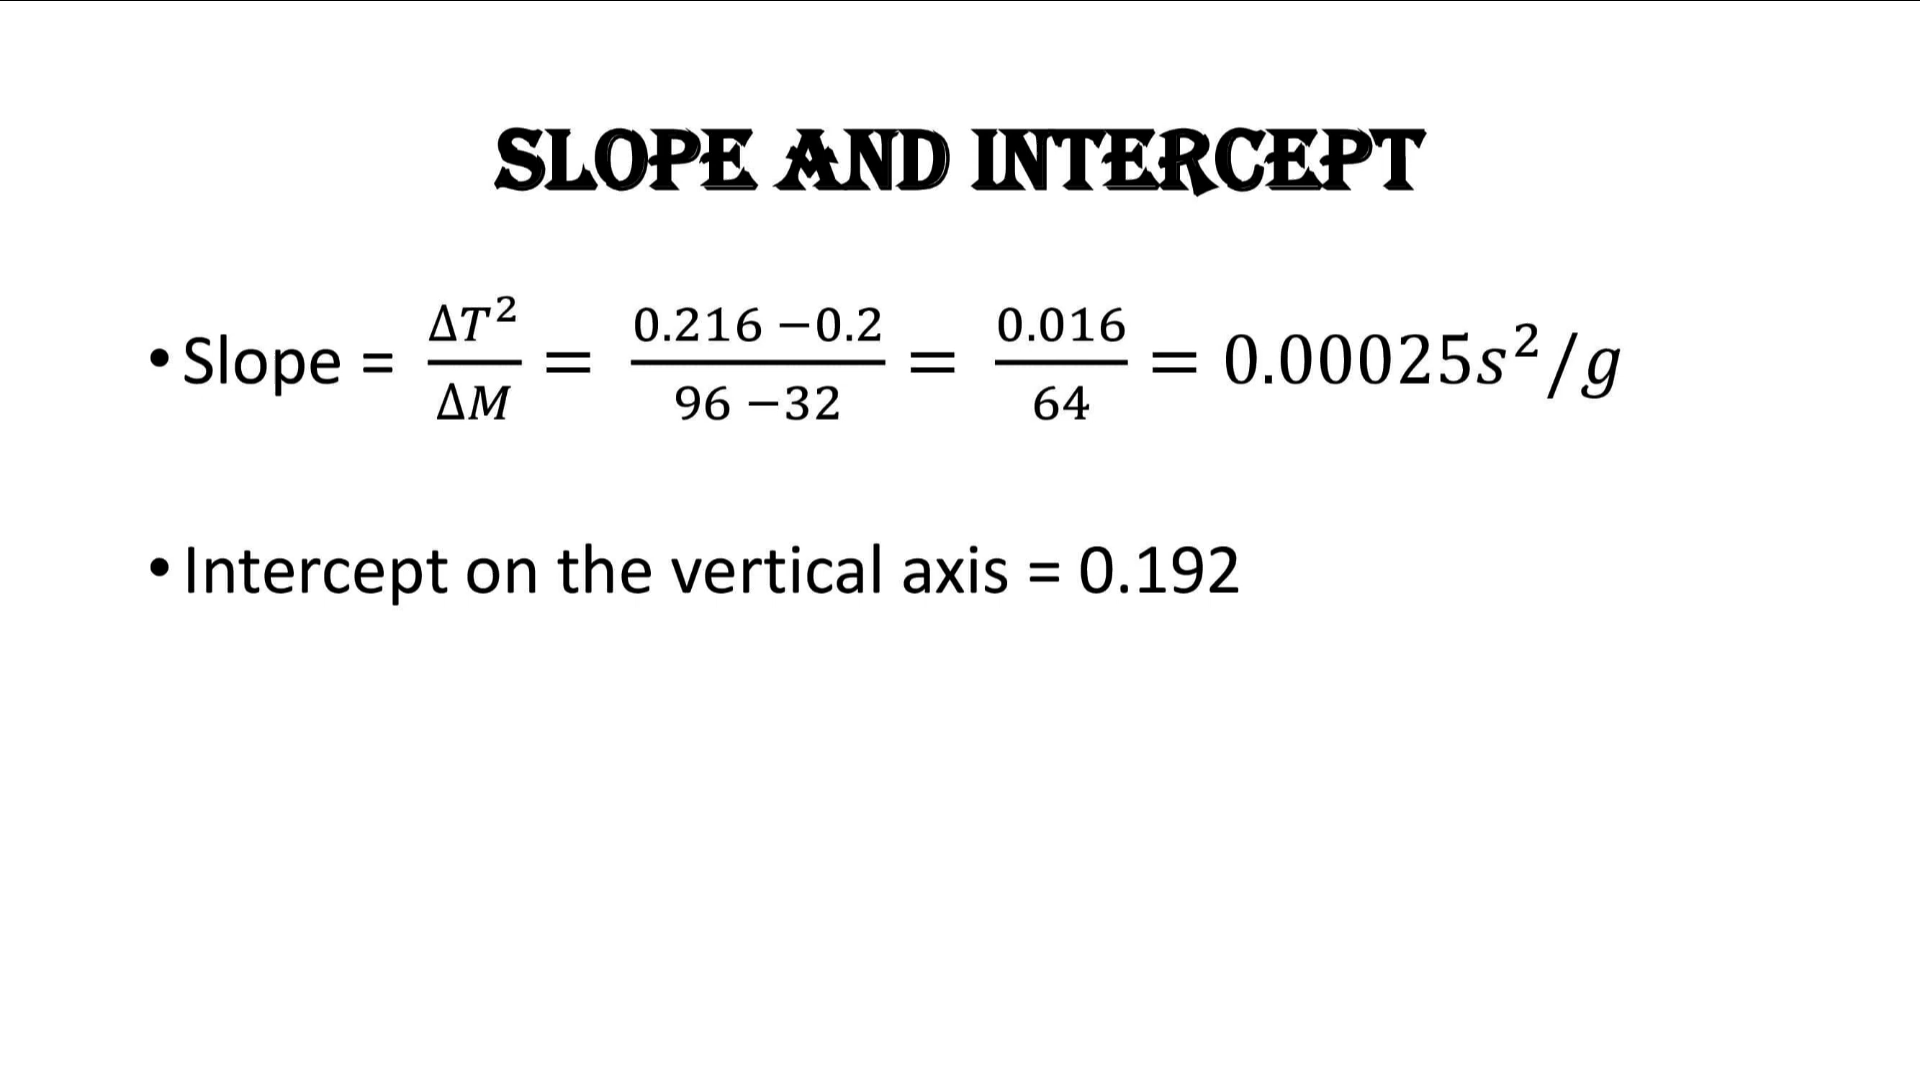 SLOPE AND INTERCEPT
• Slope = ΔT²/ΔM = 0.216 −0.2/96 −32 = 0.016/64 = 0.00025s²/g
• Intercept on the vertical axis = 0.192